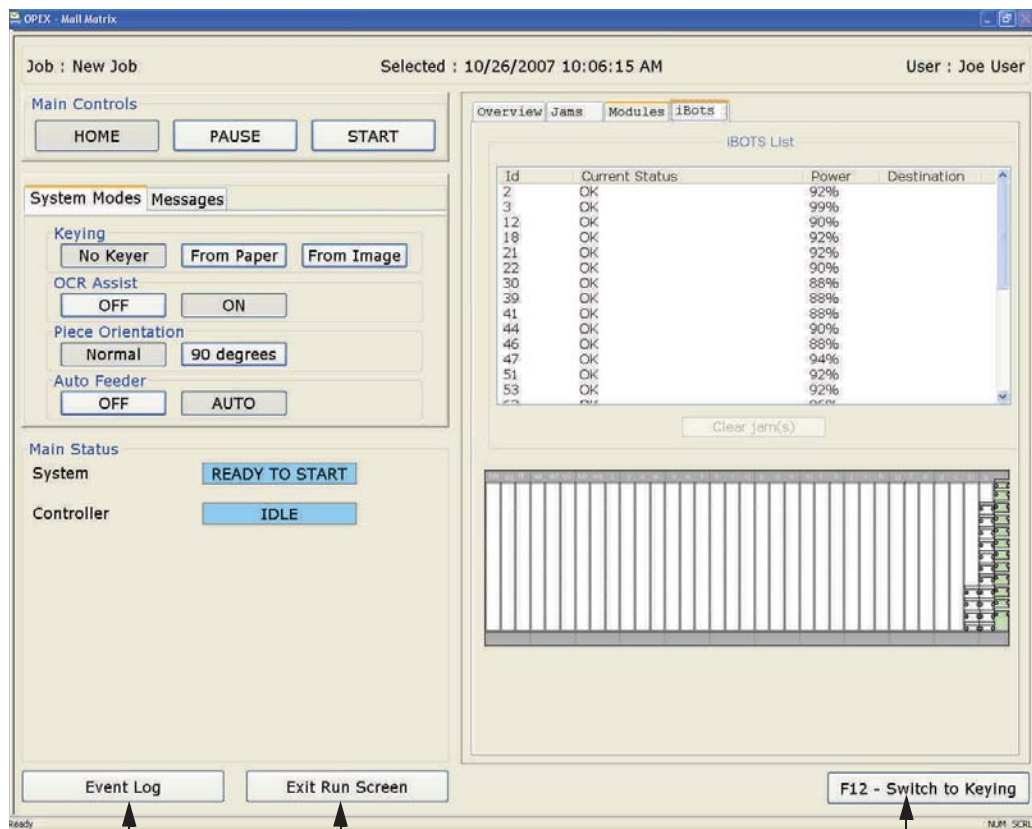 OPEX - Mail Matrix
Job : New Job
Selected : 10/26/2007 10:06:15 AM
User : Joe User
Main Controls
HOME PAUSE START
System Modes Messages
Keying
No Keyer From Paper From Image
OCR Assist
OFF ON
Piece Orientation
Normal 90 degrees
Auto Feeder
OFF AUTO
Main Status
System READY TO START
Controller IDLE
Overview Jams Modules iBots
iBOTS List
Id Current Status Power Destination
2 OK 92%
3 OK 99%
12 OK 90%
18 OK 92%
21 OK 92%
22 OK 90%
30 OK 88%
39 OK 88%
41 OK 88%
44 OK 90%
46 OK 88%
47 OK 94%
51 OK 92%
53 OK 92%
Clear jam(s)
Event Log Exit Run Screen F12 - Switch to Keying
Ready NUM SCRL